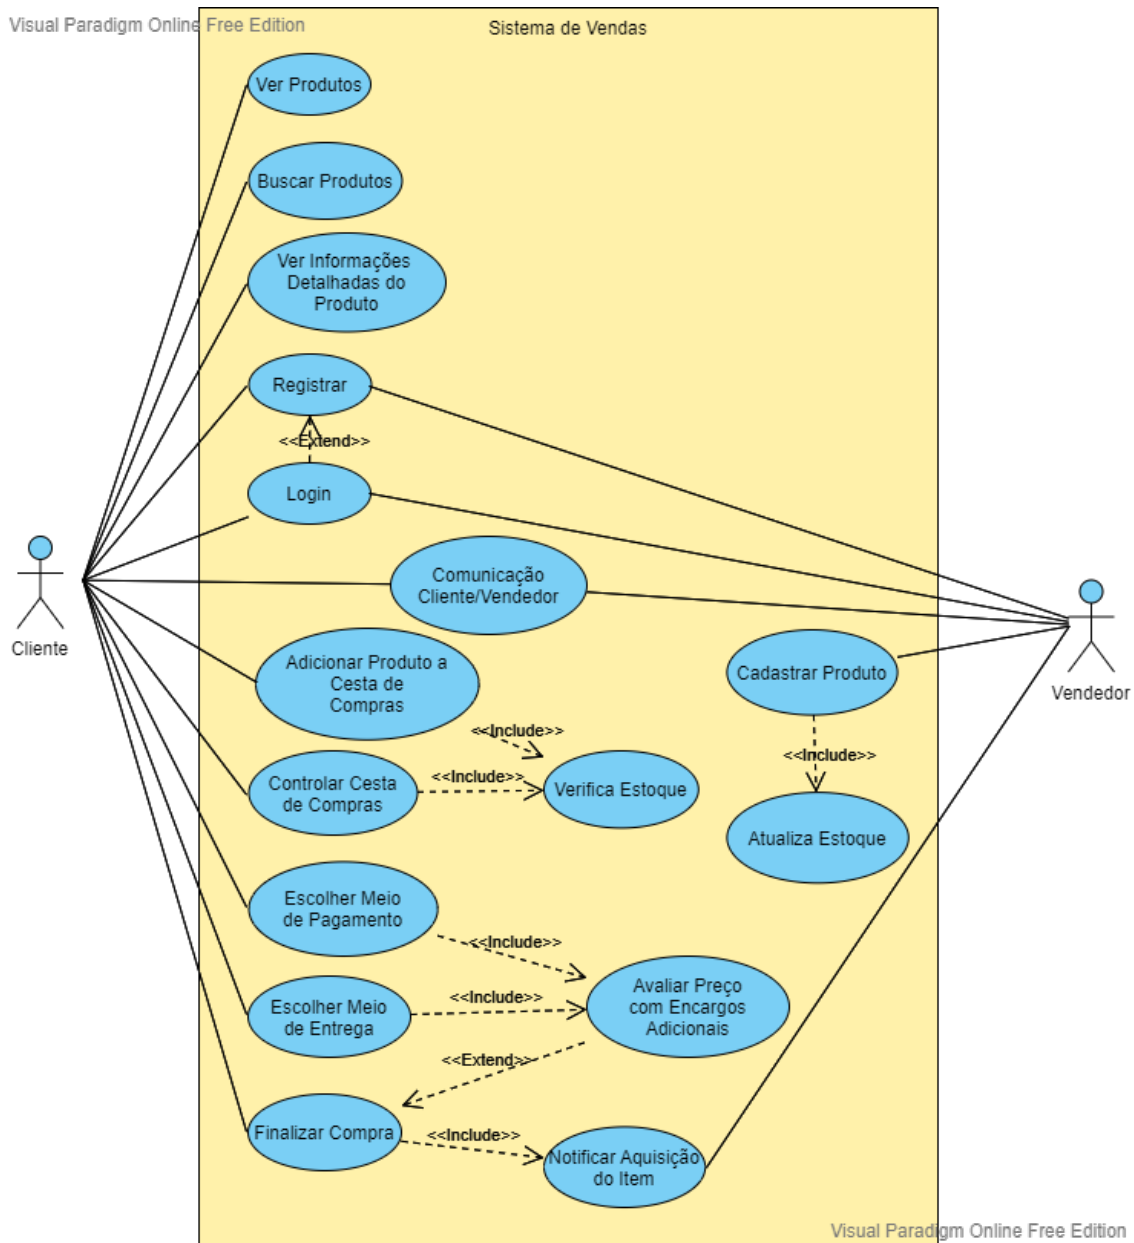 Visual Paradigm Online Free Edition
Sistema de Vendas
Ver Produtos
Buscar Produtos
Ver Informações
Detalhadas do
Produto
Registrar
<<Extend>>
Login
Comunicação
Cliente/Vendedor
Cliente
Vendedor
Adicionar Produto a
Cesta de
Compras
Cadastrar Produto
<<Include>>
<<Include>>
Controlar Cesta
de Compras
<<Include>>
Verifica Estoque
Atualiza Estoque
Escolher Meio
de Pagamento
<<Include>>
Escolher Meio
de Entrega
<<Include>>
Avaliar Preço
com Encargos
Adicionais
<<Extend>>
Finalizar Compra
<<Include>>
Notificar Aquisição
do Item
Visual Paradigm Online Free Edition